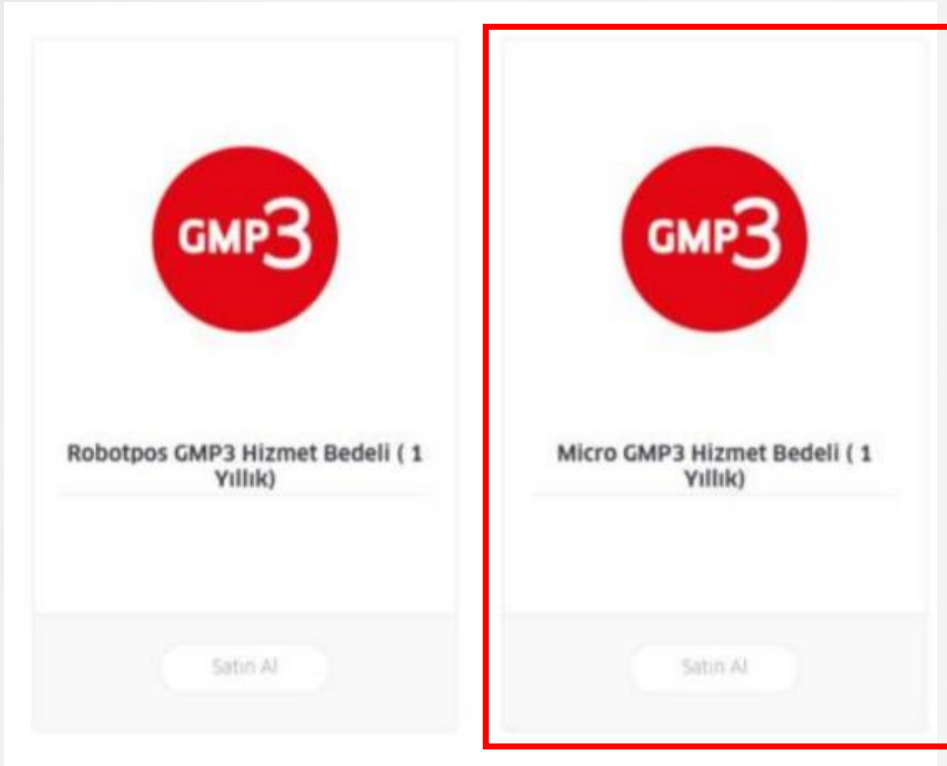 GMP3
Robotpos GMP3 Hizmet Bedeli ( 1
Yıllık)
Satın Al
GMP3
Micro GMP3 Hizmet Bedeli ( 1
Yıllık)
Satın Al